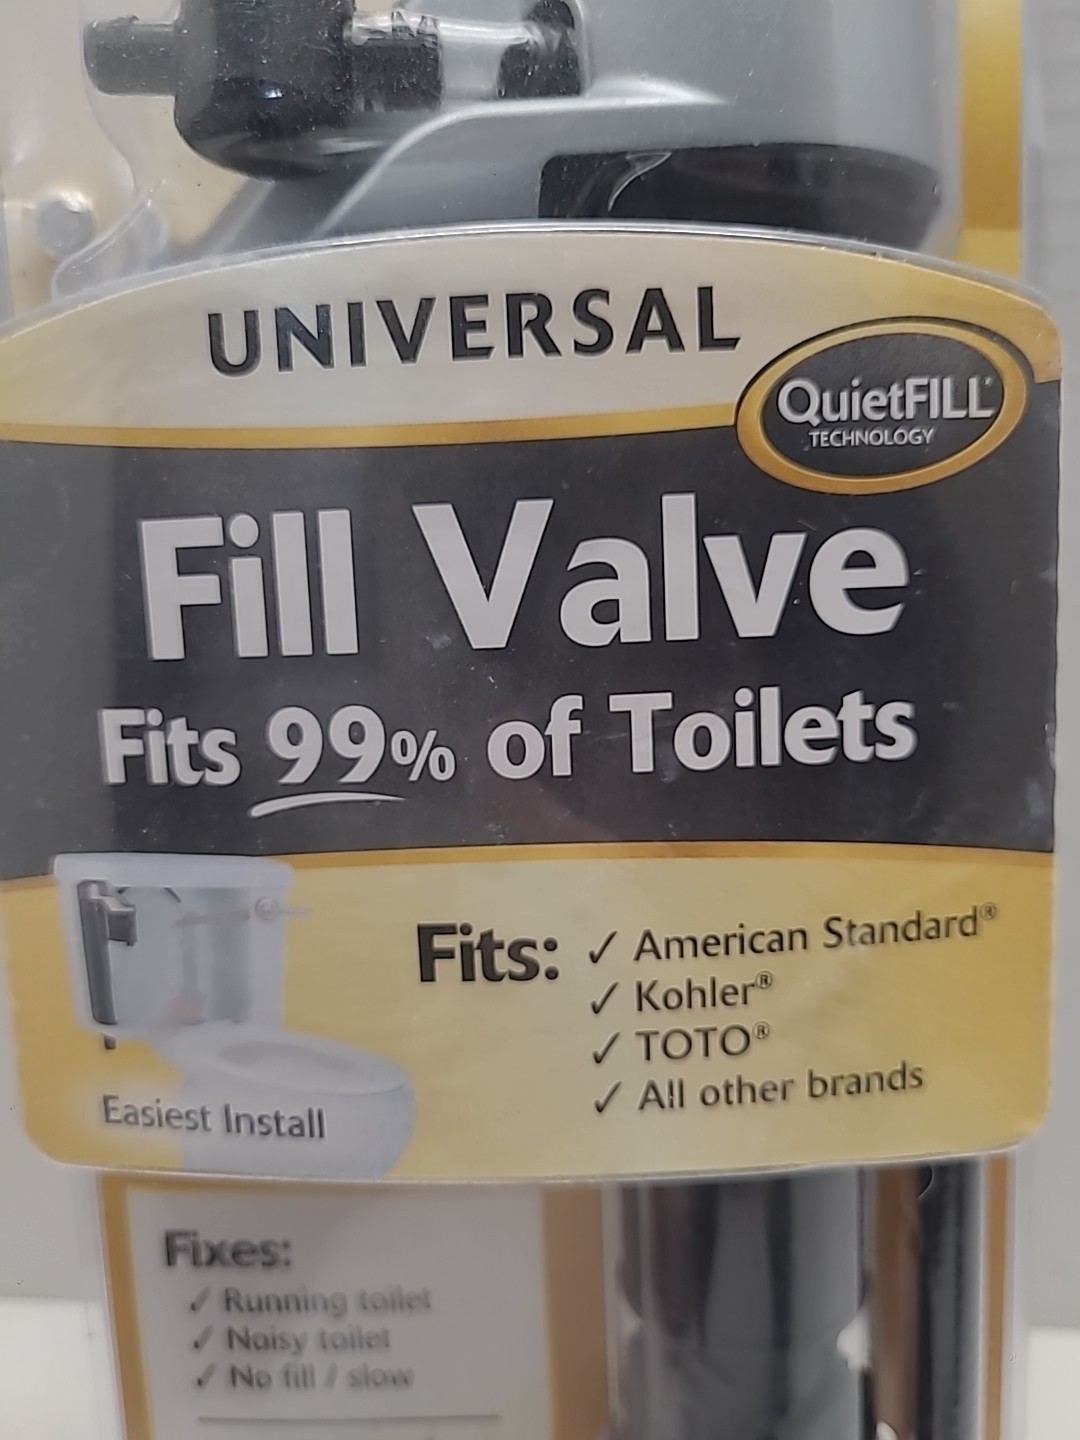 UNIVERSAL
QuietFILL®
TECHNOLOGY
Fill Valve
Fits 99% of Toilets
Fits: ✓ American Standard®
✓ Kohler®
✓ TOTO®
✓ All other brands
Easiest Install
Fixes:
✓ Running toilet
✓ Noisy toilet
✓ No fill / slow